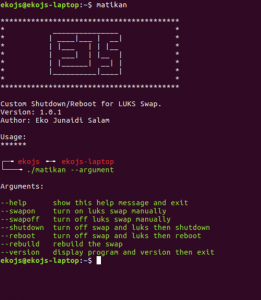 ekojs@ekojs-laptop:~$ matikan
Custom Shutdown/Reboot for LUKS Swap.
Version: 1.0.1
Author: Eko Junaidi Salam
Usage:
******
ekojs ekojs-laptop
./matikan --argument
Arguments:
--help show this help message and exit
--swapon turn on luks swap manually
--swapoff turn off luks swap manually
--shutdown turn off swap and luks then shutdown
--reboot turn off swap and luks then reboot
--rebuild rebuild the swap
--version display program and version then exit
ekojs@ekojs-laptop:~$